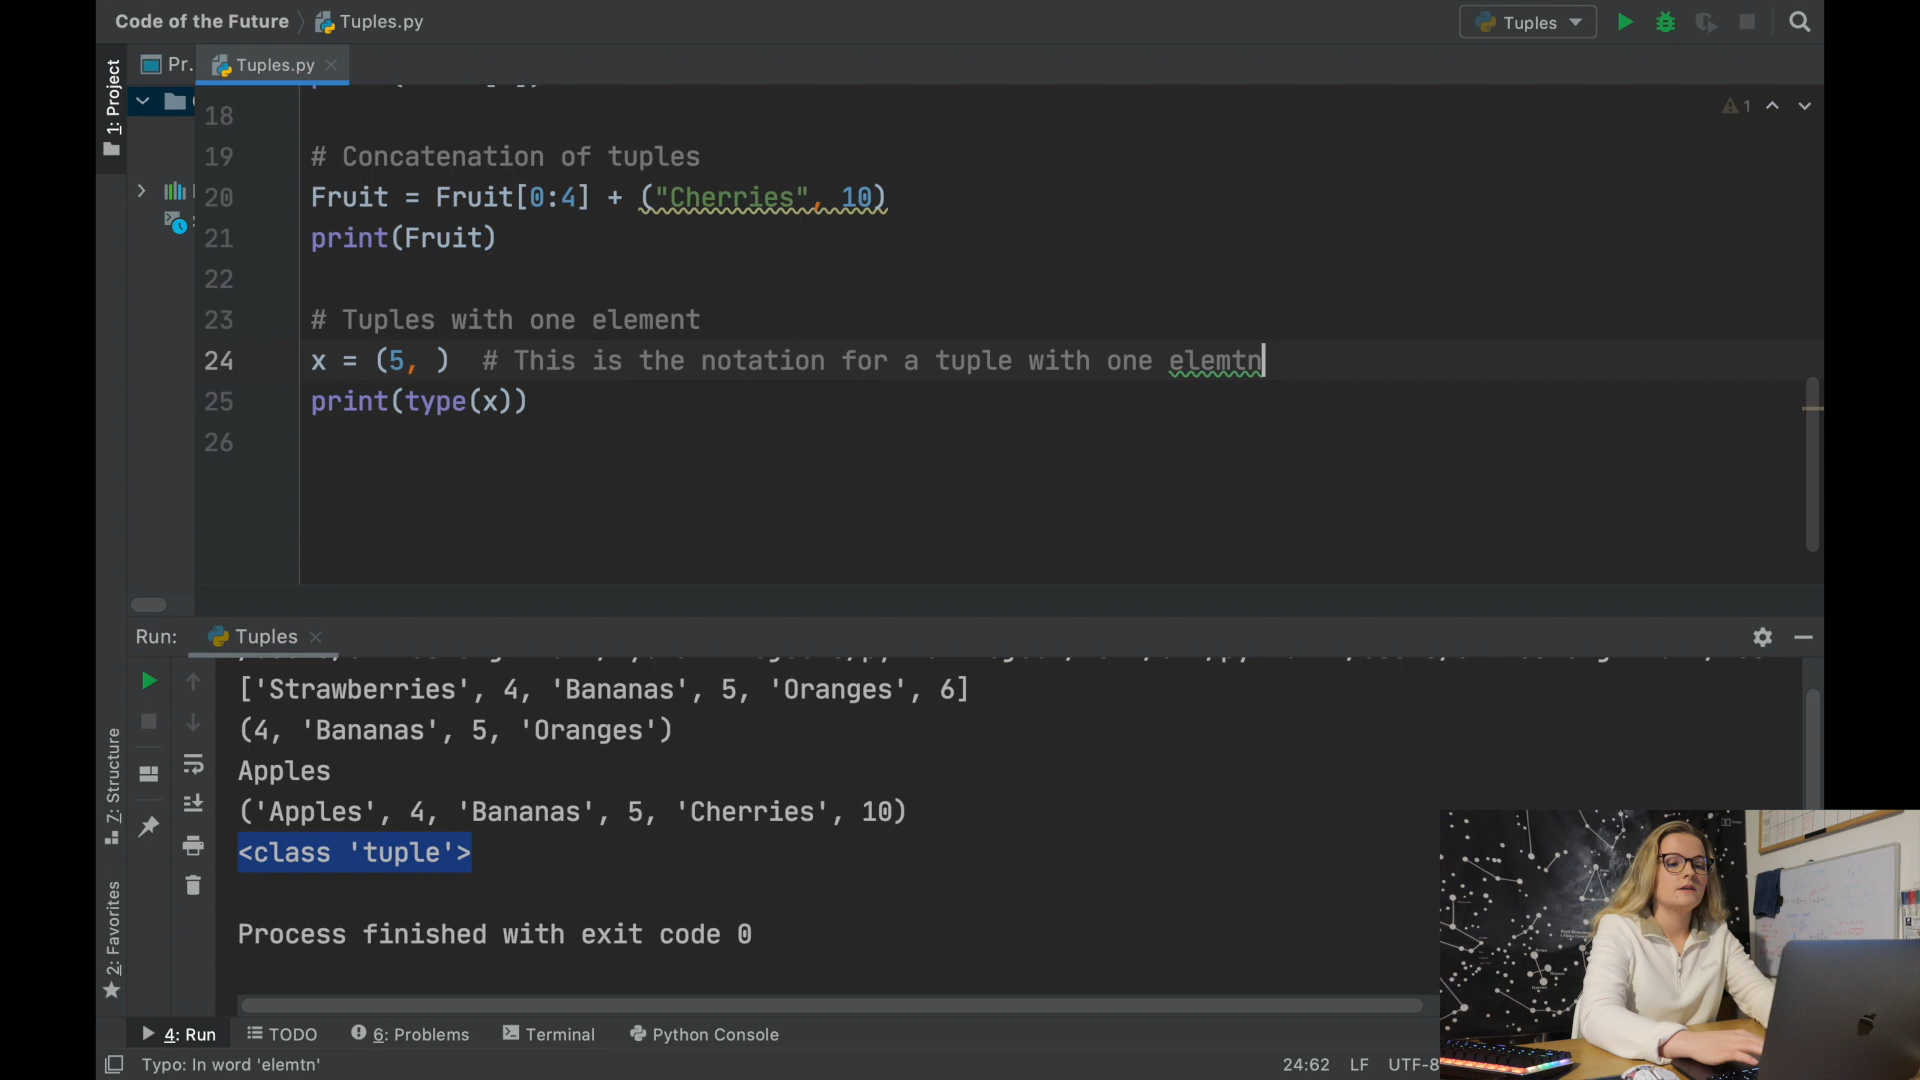 Code of the Future
Tuples.py
Tuples
1: Project
Pr.
Tuples.py
1
18
19
# Concatenation of tuples
20
Fruit = Fruit[0:4] + ("Cherries", 10)
21
print(Fruit)
22
23
# Tuples with one element
24
x = (5, )  # This is the notation for a tuple with one elemtn
25
print(type(x))
26
Run:
Tuples
['Strawberries', 4, 'Bananas', 5, 'Oranges', 6]
(4, 'Bananas', 5, 'Oranges')
Apples
('Apples', 4, 'Bananas', 5, 'Cherries', 10)
<class 'tuple'>
Process finished with exit code 0
Z: Structure
2: Favorites
4: Run
TODO
6: Problems
Terminal
Python Console
Typo: In word 'elemtn'
24:62
LF
UTF-8